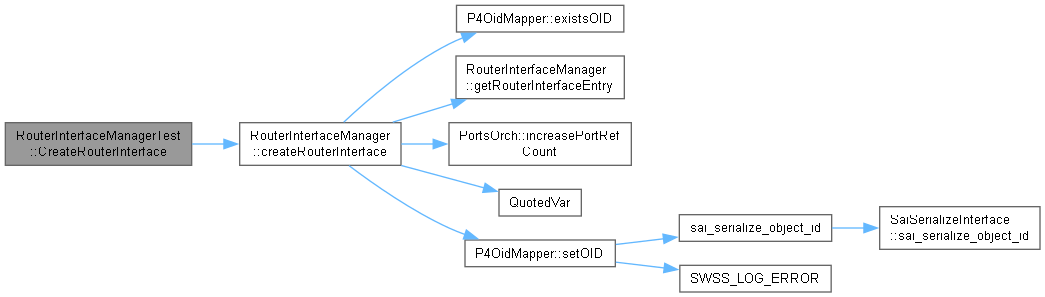 RouterInterfaceManagerTest
::CreateRouterInterface
RouterInterfaceManager
::createRouterInterface
P4OidMapper::existsOID
RouterInterfaceManager
::getRouterInterfaceEntry
PortsOrch::increasePortRef
Count
QuotedVar
P4OidMapper::setOID
sai_serialize_object_id
SaiSerializeInterface
::sai_serialize_object_id
SWSS_LOG_ERROR